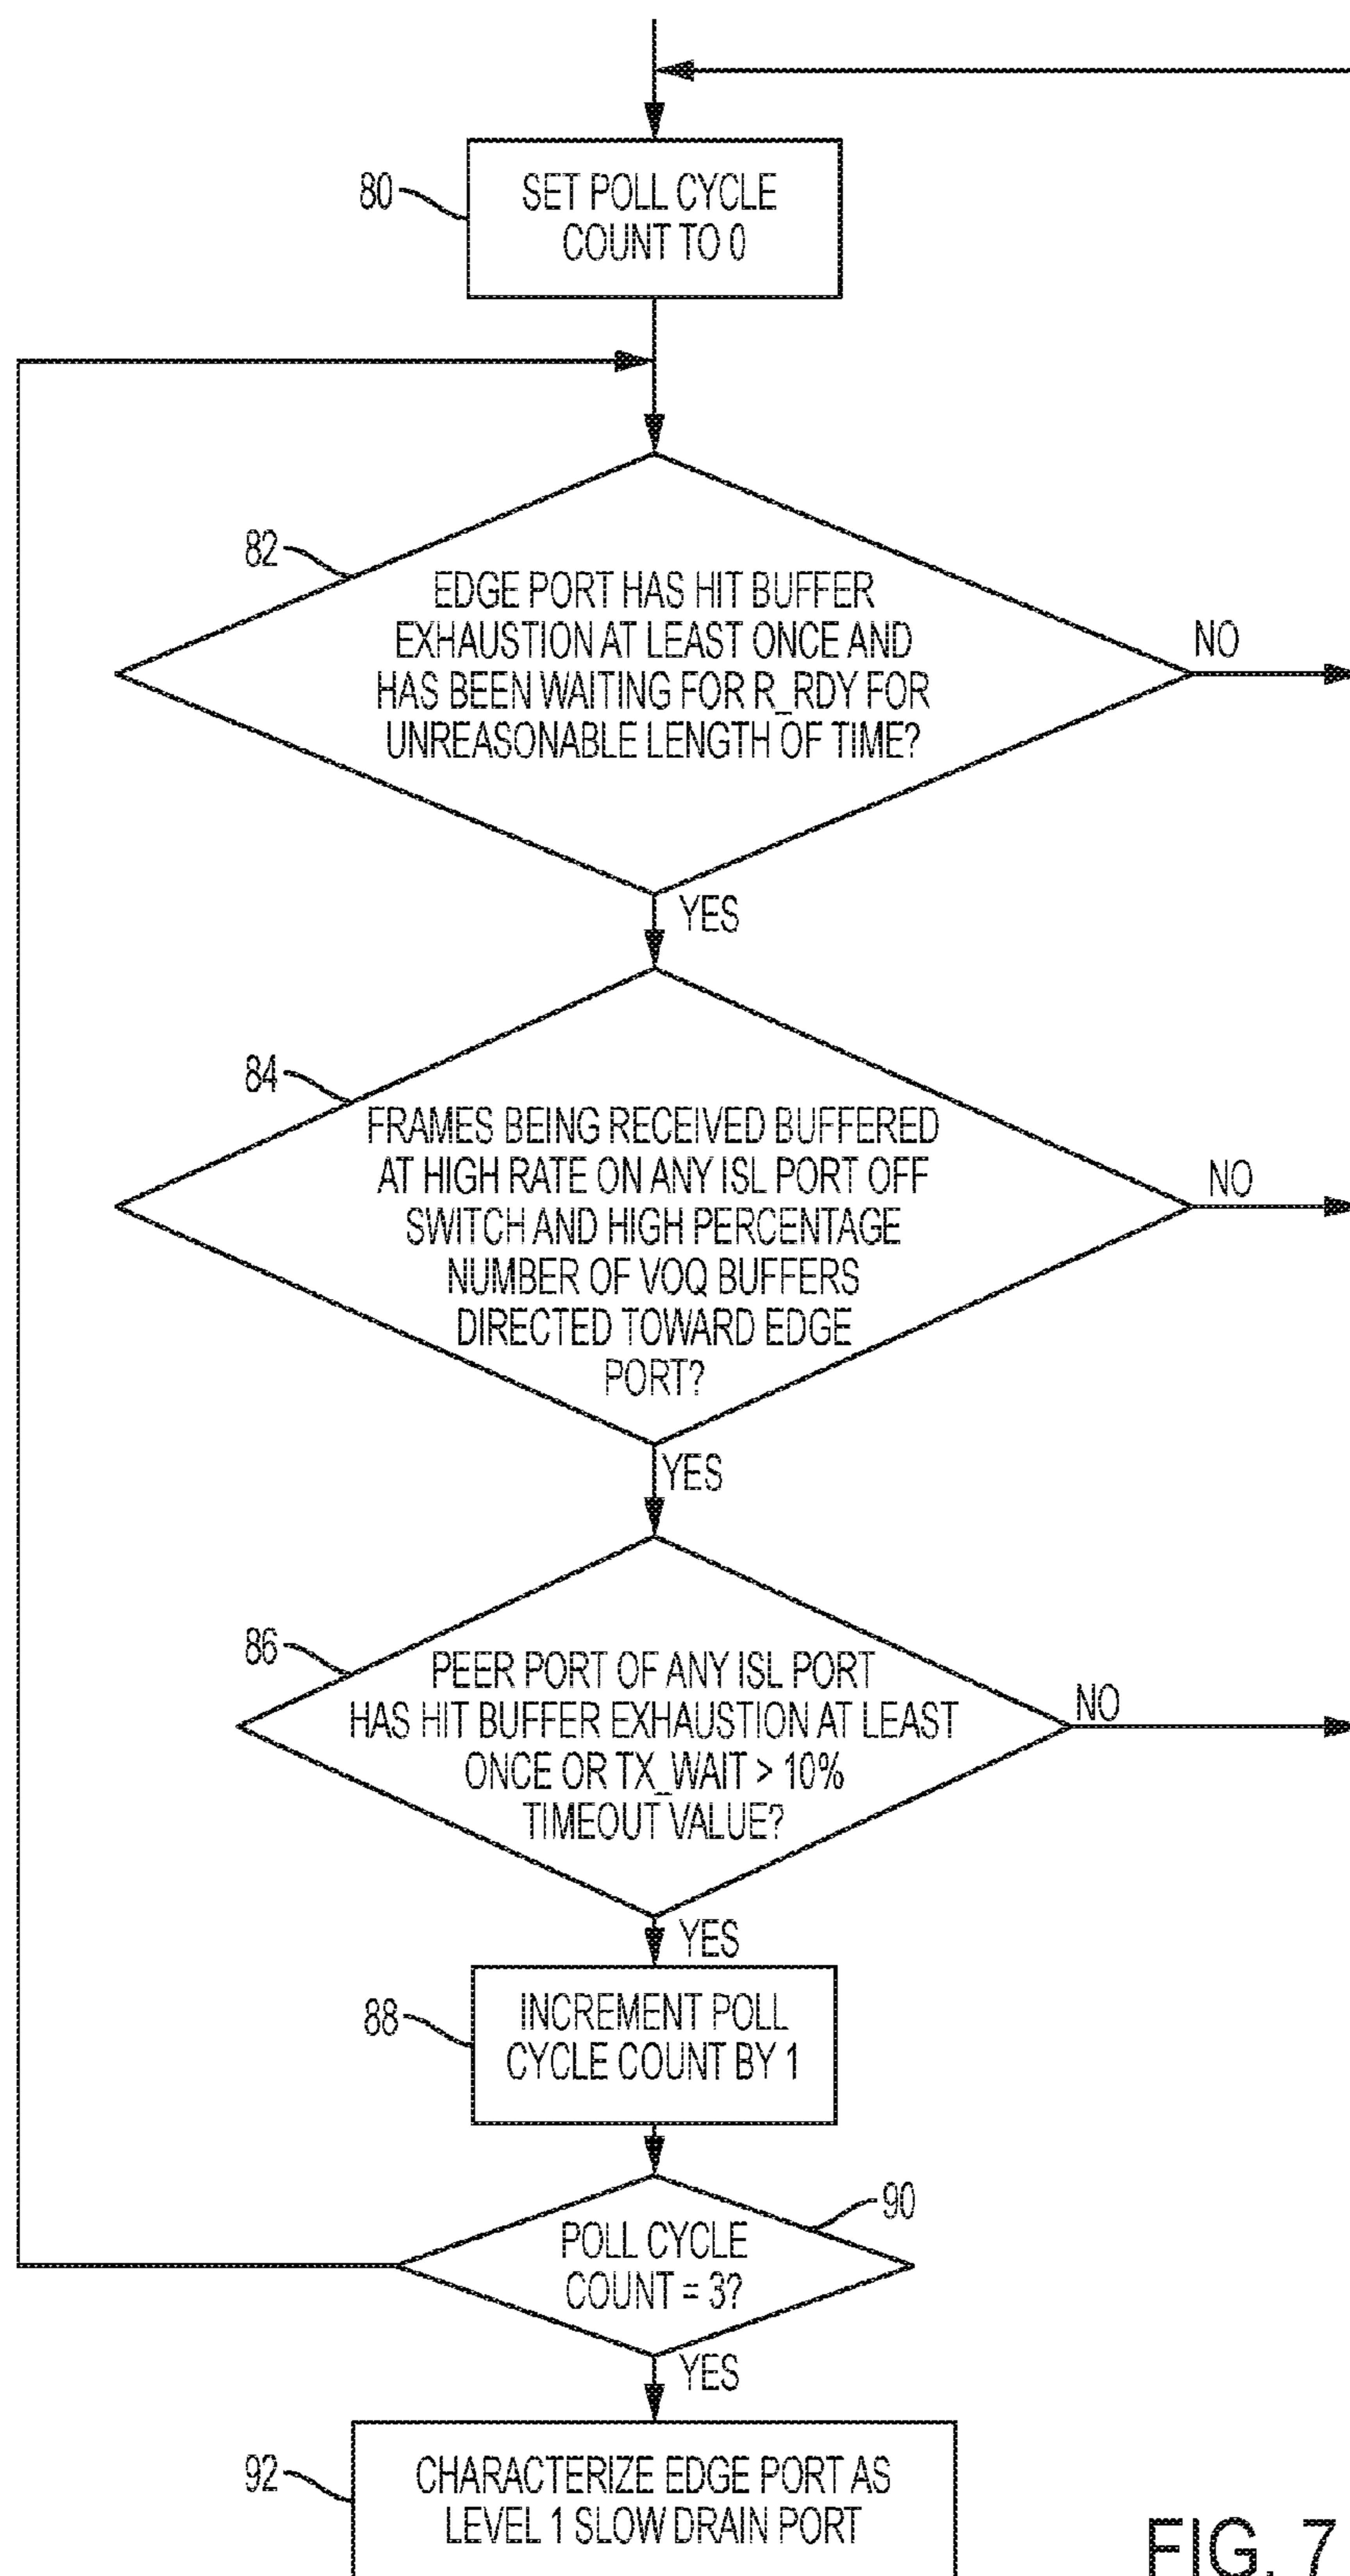 80
SET POLL CYCLE
COUNT TO 0
82
EDGE PORT HAS HIT BUFFER
EXHAUSTION AT LEAST ONCE AND
HAS BEEN WAITING FOR R_RDY FOR
UNREASONABLE LENGTH OF TIME?
NO
YES
84
FRAMES BEING RECEIVED BUFFERED
AT HIGH RATE ON ANY ISL PORT OFF
SWITCH AND HIGH PERCENTAGE
NUMBER OF VOQ BUFFERS
DIRECTED TOWARD EDGE
PORT?
NO
YES
86
PEER PORT OF ANY ISL PORT
HAS HIT BUFFER EXHAUSTION AT LEAST
ONCE OR TX_WAIT > 10%
TIMEOUT VALUE?
NO
YES
88
INCREMENT POLL
CYCLE COUNT BY 1
90
POLL CYCLE
COUNT = 3?
YES
92
CHARACTERIZE EDGE PORT AS
LEVEL 1 SLOW DRAIN PORT
FIG. 7